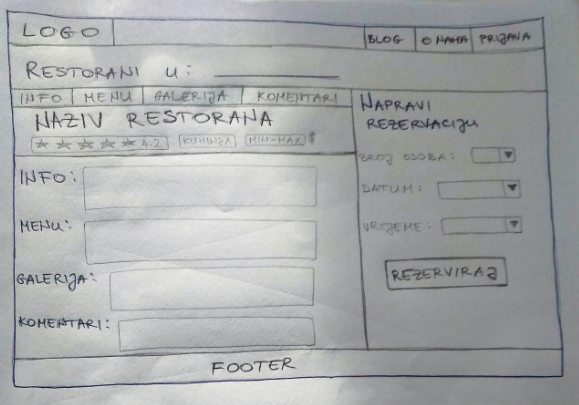 LOGO
BLOG O NAMA PRIJAVA
RESTORANI U:
INFO MENU GALERIJA KOMENTARI
NAZIV RESTORANA
4.2 KUHINJA MIN-MAX $
INFO:
MENU:
GALERIJA:
KOMENTARI:
NAPRAVI
REZERVACIJU
BROJ OSOBA:
DATUM:
VRIJEME:
REZERVIRAJ
FOOTER